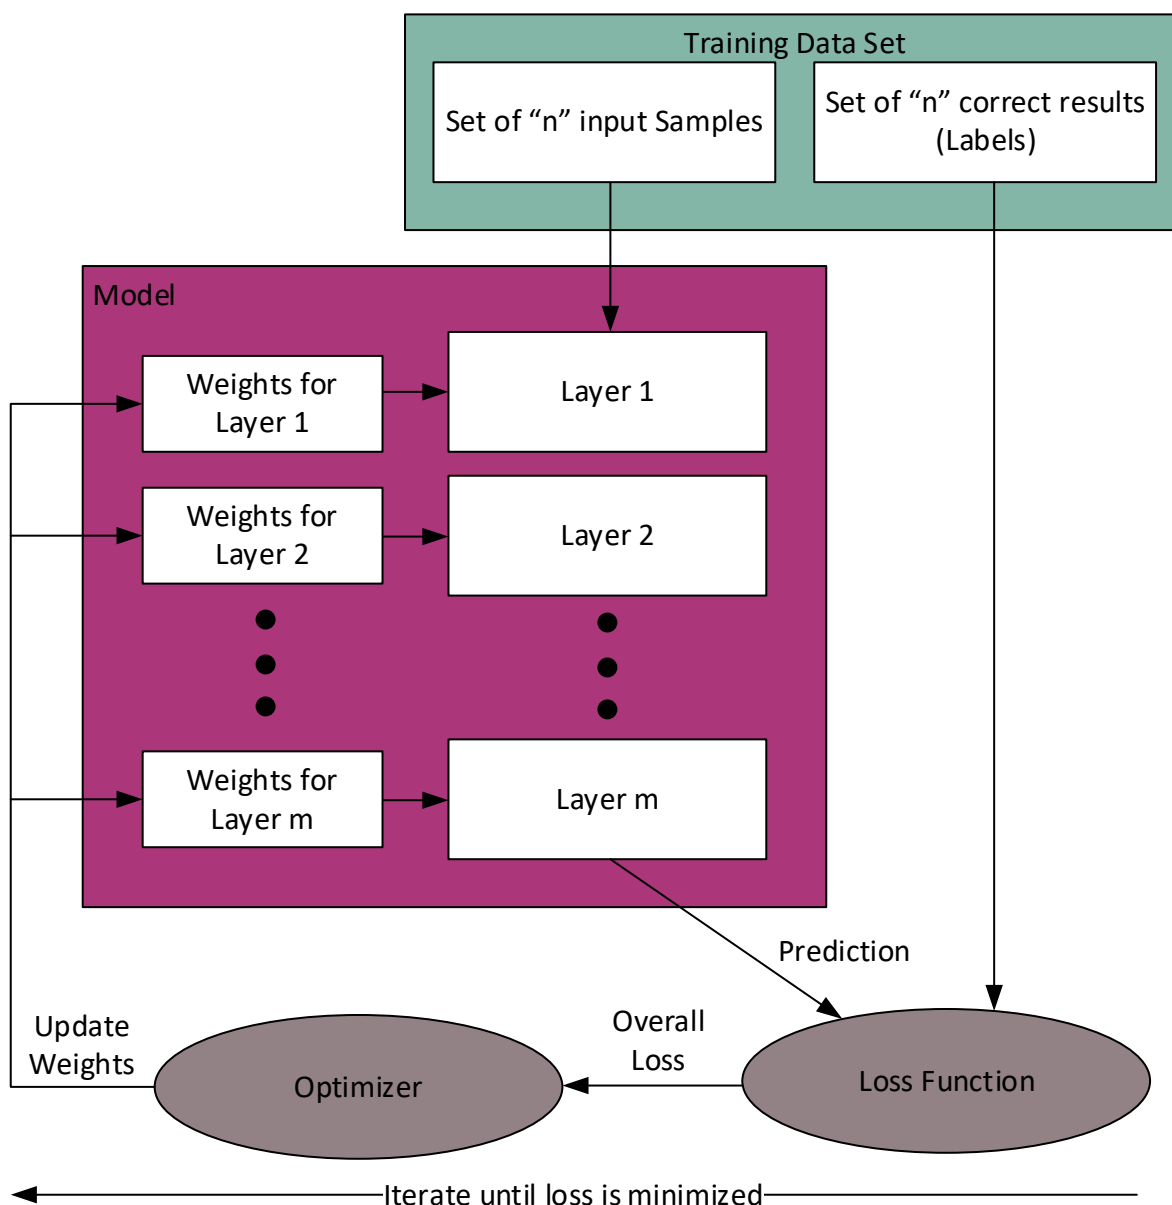 Training Data Set
Set of “n” input Samples
Set of “n” correct results
(Labels)
Model
Weights for
Layer 1
Layer 1
Weights for
Layer 2
Layer 2
Weights for
Layer m
Layer m
Prediction
Update
Weights
Optimizer
Overall
Loss
Loss Function
Iterate until loss is minimized